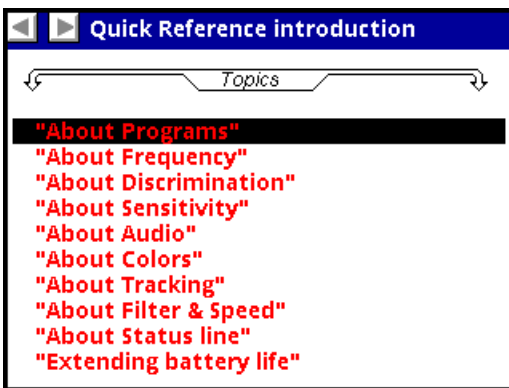 Quick Reference introduction
Topics
"About Programs"
"About Frequency"
"About Discrimination"
"About Sensitivity"
"About Audio"
"About Colors"
"About Tracking"
"About Filter & Speed"
"About Status line"
"Extending battery life"